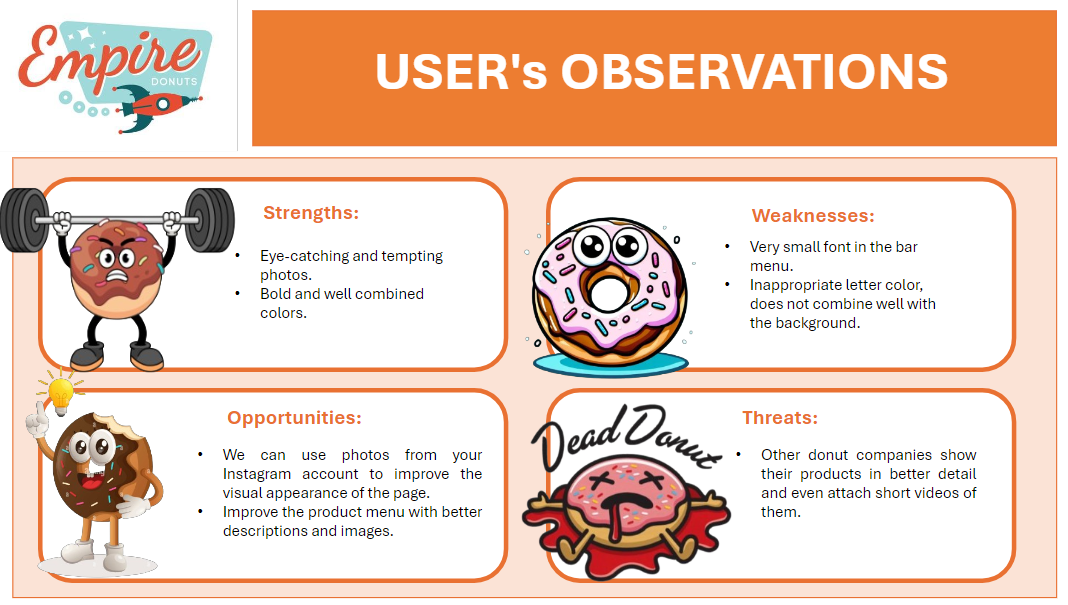 Empire
DONUTS
USER's OBSERVATIONS
Strengths:
• Eye-catching and tempting
photos.
• Bold and well combined
colors.
Weaknesses:
• Very small font in the bar
menu.
• Inappropriate letter color,
does not combine well with
the background.
Opportunities:
• We can use photos from your
Instagram account to improve the
visual appearance of the page.
• Improve the product menu with better
descriptions and images.
Dead Donut
Threats:
• Other donut companies show
their products in better detail
and even attach short videos of
them.